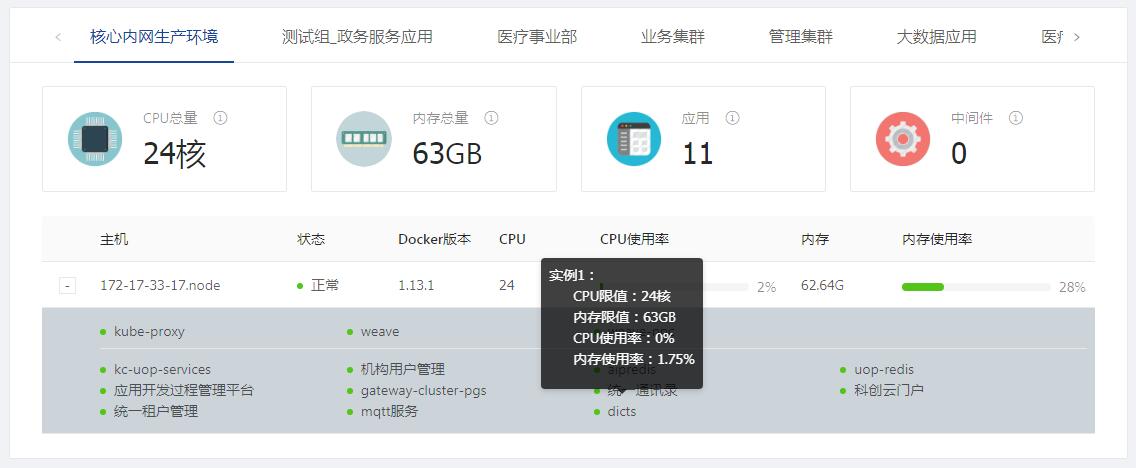 核心内网生产环境 测试组_政务服务应用 医疗事业部 业务集群 管理集群 大数据应用 医疗
CPU总量 内存总量 应用 中间件
24核 63GB 11 0
主机 状态 Docker版本 CPU CPU使用率 内存 内存使用率
- 172-17-33-17.node 正常 1.13.1 24 2% 62.64G 28%
实例1：
CPU限值：24核
内存限值：63GB
CPU使用率：0%
内存使用率：1.75%
kube-proxy weave
kc-uop-services 机构用户管理 aipredis uop-redis
应用开发过程管理平台 gateway-cluster-pgs 统一通讯录 科创云门户
统一租户管理 mqtt服务 dicts